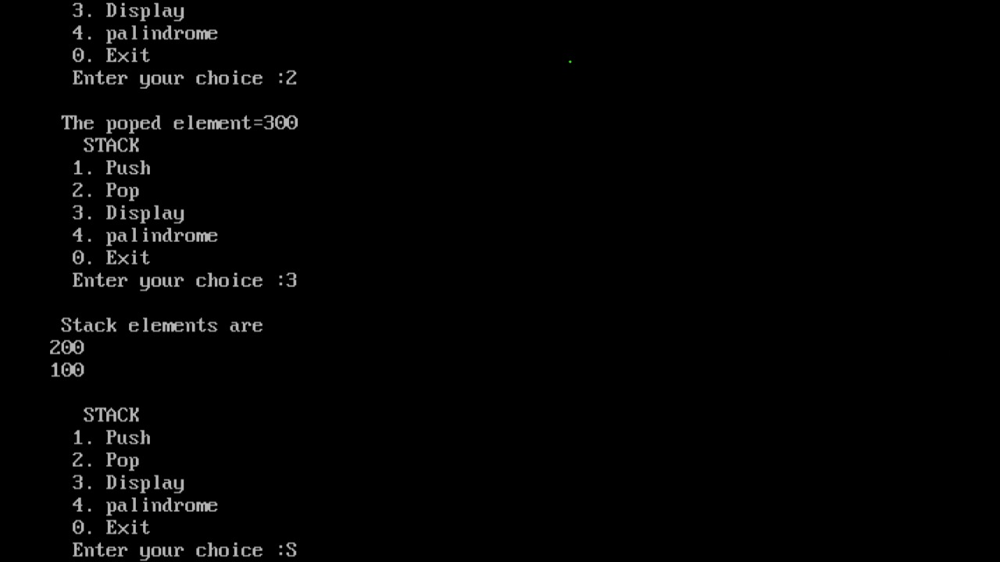 3. Display
4. palindrome
0. Exit
Enter your choice :2
The poped element=300
STACK
1. Push
2. Pop
3. Display
4. palindrome
0. Exit
Enter your choice :3
Stack elements are
200
100
STACK
1. Push
2. Pop
3. Display
4. palindrome
0. Exit
Enter your choice :S